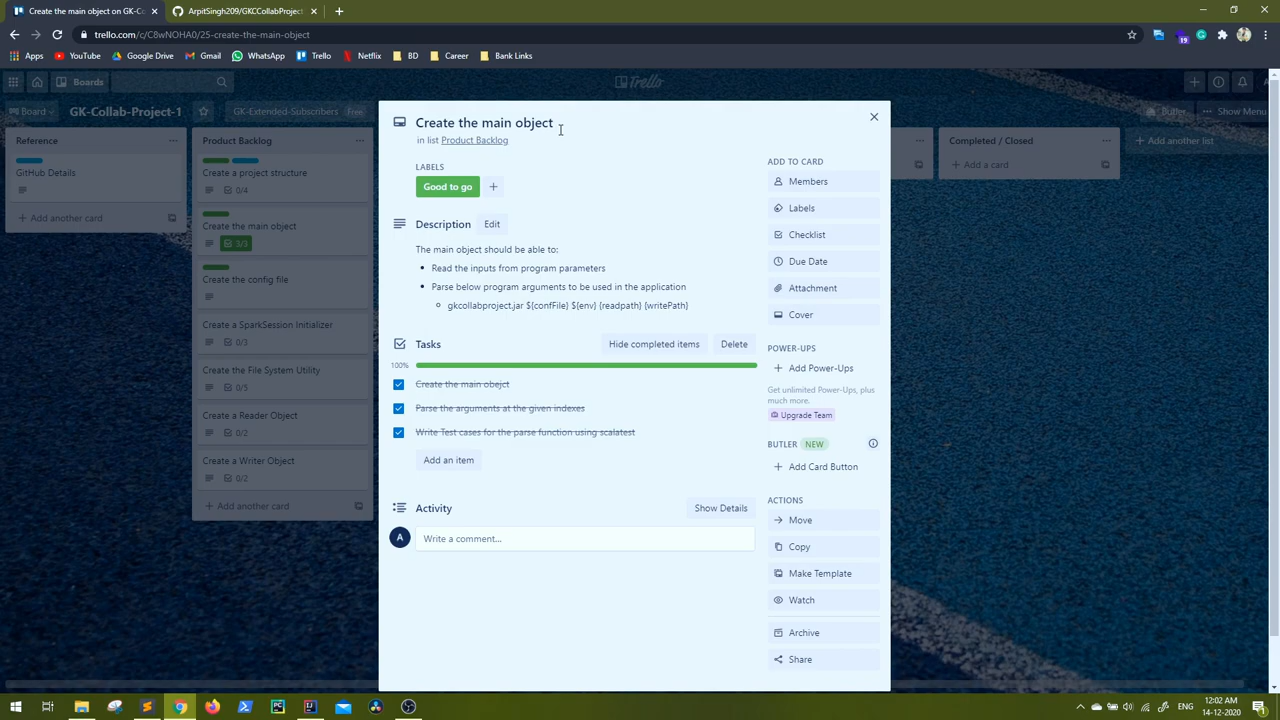 Create the main object on GK-C
GKCodelabs/GKCCollabProject
trello.com/c/C8wNOHA0/25-create-the-main-object
Apps
YouTube
Maps
Gmail
WhatsApp
Trello
Netflix
BD
Career
Bank Links
15
Boards
Trello
Board
GK-Collab-Project-1
GK-Extended-Subscribers
Free
Butler
Show Menu
Reference
GitHub Details
Add another card
Product Backlog
Create a project structure
0/4
Create the main object
3/3
Create the config file
Create a SparkSession Initializer
0/3
Create the File System Utility
0/5
Create a Reader Object
0/2
Create a Writer Object
0/2
Add another card
Create the main object
in list Product Backlog
LABELS
Good to go
Description
Edit
The main object should be able to:
Read the inputs from program parameters
Parse below program arguments to be used in the application
gkcollabproject.jar ${confFile} ${env} {readpath} {writePath}
Tasks
Hide completed items
Delete
100%
Create the main obejct
Parse the arguments at the given indexes
Write Test cases for the parse function using scalatest
Add an item
Activity
Show Details
A
Write a comment...
ADD TO CARD
Members
Labels
Checklist
Due Date
Attachment
Cover
POWER-UPS
Add Power-Ups
Get unlimited Power-Ups, plus
much more.
Upgrade Team
BUTLER NEW
Add Card Button
ACTIONS
Move
Copy
Make Template
Watch
Archive
Share
Completed / Closed
Add a card
Add another list
ENG
12:02 AM
14-12-2020